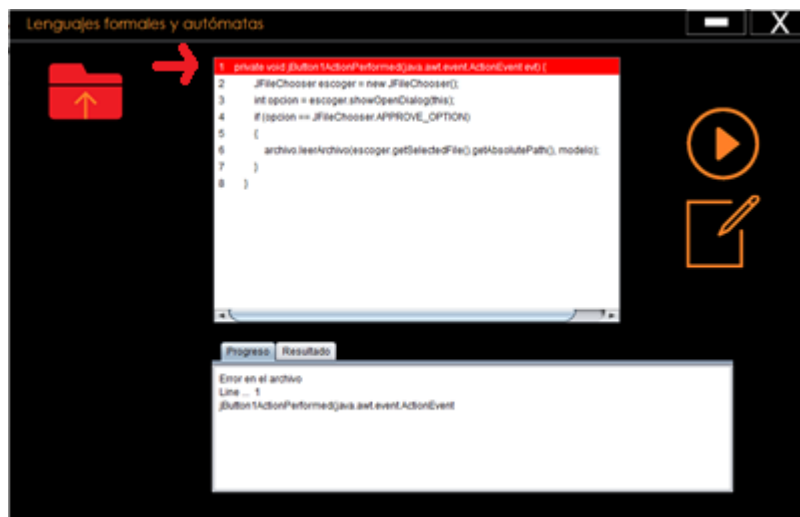 Lenguajes formales y autómatas
X
1 private void jButton1ActionPerformed(java.awt.event.ActionEvent evt) {
2 JFileChooser escoger = new JFileChooser();
3 int opcion = escoger.showOpenDialog(this);
4 if (opcion == JFileChooser.APPROVE_OPTION)
5 {
6 archivo.leerArchivo(escoger.getSelectedFile().getAbsolutePath(), modelo);
7 }
8 }
Progreso Resultado
Error en el archivo
Line ... 1
jButton1ActionPerformed(java.awt.event.ActionEvent